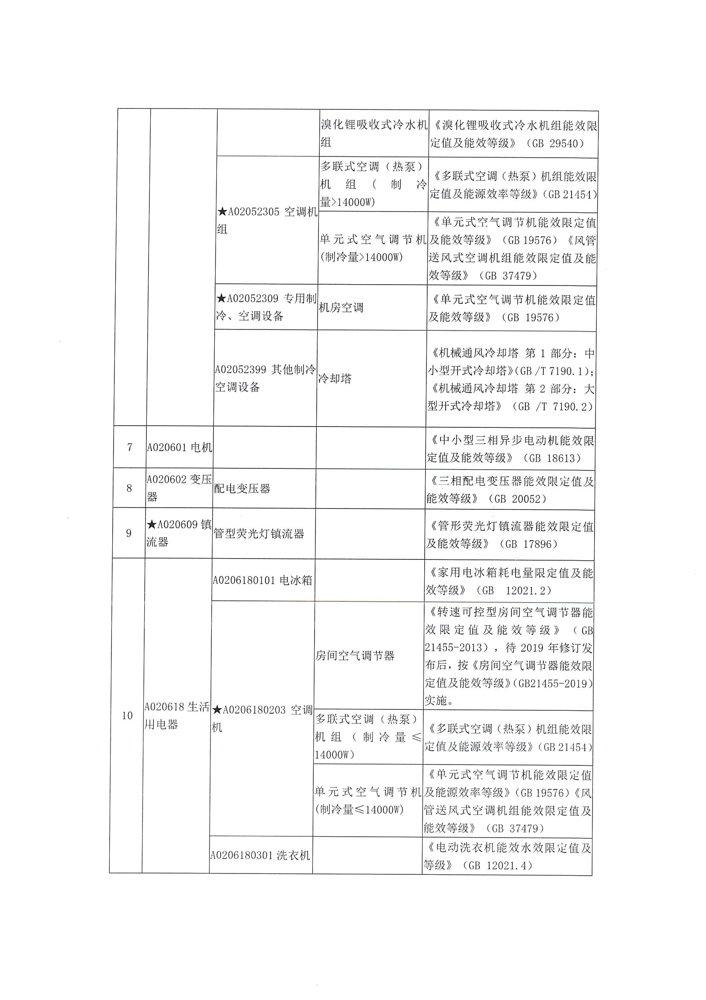 溴化锂吸收式冷水机
组
《溴化锂吸收式冷水机组能效限
定值及能效等级》（GB 29540）
★A02052305 空调机
组
多联式空调（热泵）
机组(制冷
量>14000W)
《多联式空调（热泵）机组能效限
定值及能源效率等级》（GB 21454）
单元式空气调节机
(制冷量>14000W)
《单元式空气调节机能效限定值
及能效等级》（GB 19576）《风管
送风式空调机组能效限定值及能
效等级》（GB 37479）
★A02052309 专用制
冷、空调设备
机房空调
《单元式空气调节机能效限定值
及能效等级》（GB 19576）
A02052399 其他制冷
空调设备
冷却塔
《机械通风冷却塔 第 1 部分：中
小型开式冷却塔》（GB /T 7190.1）；
《机械通风冷却塔 第 2 部分：大
型开式冷却塔》（GB /T 7190.2）
7
A020601 电机
《中小型三相异步电动机能效限
定值及能效等级》（GB 18613）
8
A020602 变压
器
配电变压器
《三相配电变压器能效限定值及
能效等级》（GB 20052）
9
★A020609 镇
流器
管型荧光灯镇流器
《管形荧光灯镇流器能效限定值
及能效等级》（GB 17896）
10
A020618 生活
用电器
A0206180101 电冰箱
《家用电冰箱耗电量限定值及能
效等级》（GB 12021.2）
★A0206180203 空调
机
房间空气调节器
《转速可控型房间空气调节器能
效限定值及能效等级》（GB
21455-2013），待 2019 年修订发
布后，按《房间空气调节器能效限
定值及能效等级》（GB21455-2019）
实施。
多联式空调（热泵）
机组（制冷量≤
14000W）
《多联式空调（热泵）机组能效限
定值及能源效率等级》（GB 21454）
单元式空气调节机
(制冷量≤14000W)
《单元式空气调节机能效限定值
及能源效率等级》（GB 19576）《风
管送风式空调机组能效限定值及
能效等级》（GB 37479）
A0206180301 洗衣机
《电动洗衣机能效水效限定值及
等级》（GB 12021.4）